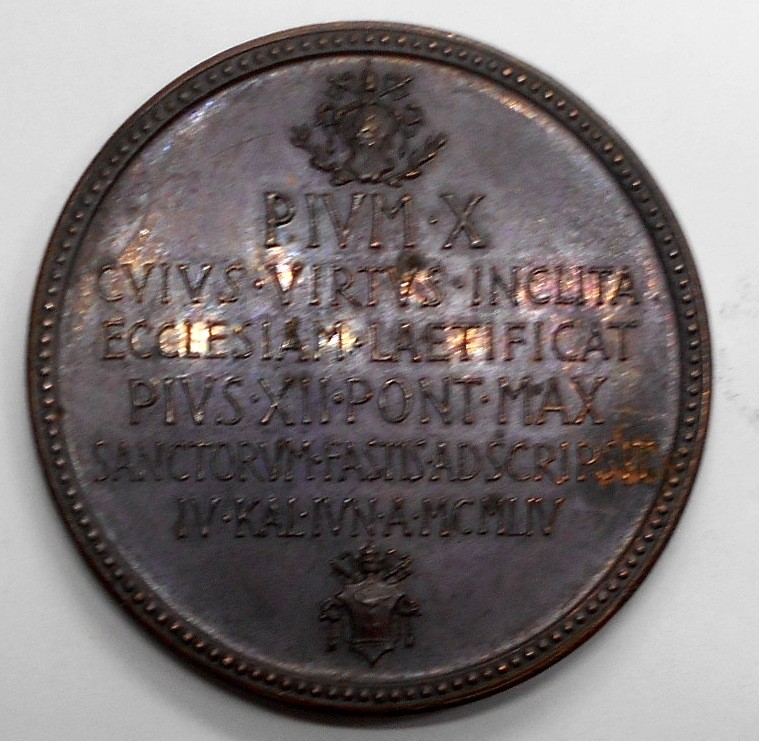 PIVM·X
CVIVS·VIRTVS·INCLITA
ECCLESIAM·LAETIFICAT
PIVS·XII·PONT·MAX
SANCTORVM·FASTIS·ADSCRIPSIT
IV·KAL·IVN·A·MCMLIV